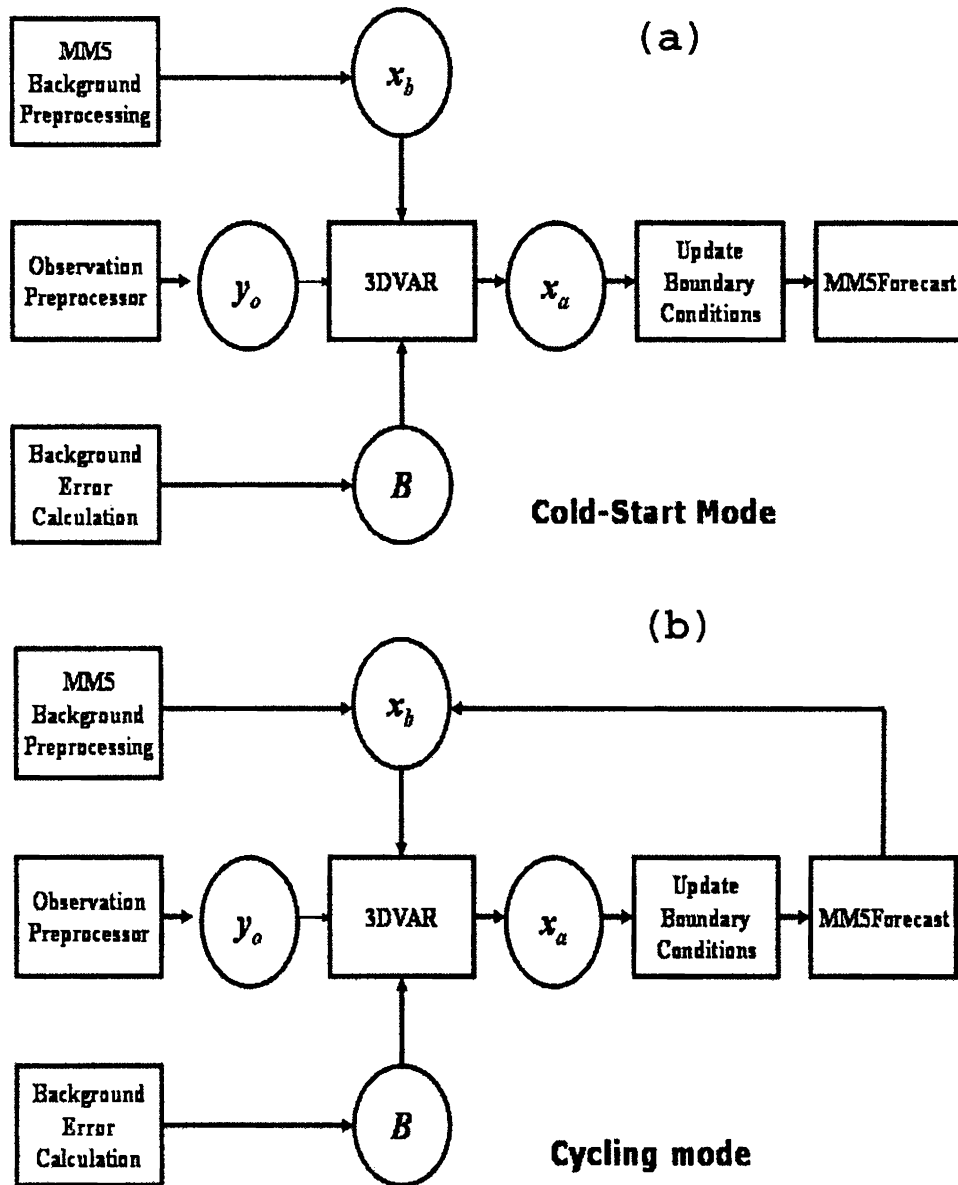 (a)
MM5
Background
Preprocessing
x_b
Observation
Preprocessor
y_o
3DVAR
x_a
Update
Boundary
Conditions
MM5Forecast
Background
Error
Calculation
B
Cold-Start Mode
(b)
MM5
Background
Preprocessing
x_b
Observation
Preprocessor
y_o
3DVAR
x_a
Update
Boundary
Conditions
MM5Forecast
Background
Error
Calculation
B
Cycling mode